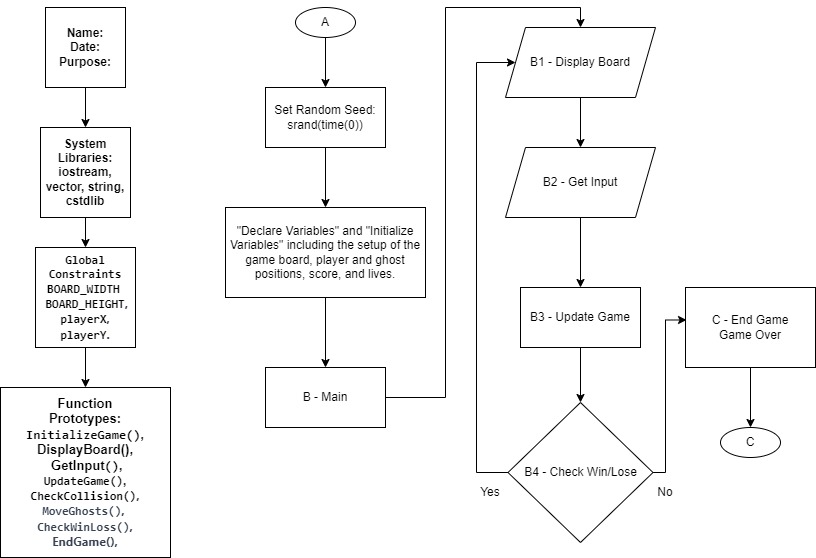 Name:
Date:
Purpose:
System
Libraries:
iostream,
vector, string,
cstdlib
Global
Constraints
BOARD_WIDTH
BOARD_HEIGHT,
playerX,
playerY.
Function
Prototypes:
InitializeGame(),
DisplayBoard(),
GetInput(),
UpdateGame(),
CheckCollision(),
MoveGhosts(),
CheckWinLoss(),
EndGame(),
A
Set Random Seed:
srand(time(0))
"Declare Variables" and "Initialize
Variables" including the setup of the
game board, player and ghost
positions, score, and lives.
B - Main
B1 - Display Board
B2 - Get Input
B3 - Update Game
B4 - Check Win/Lose
Yes
No
C - End Game
Game Over
C